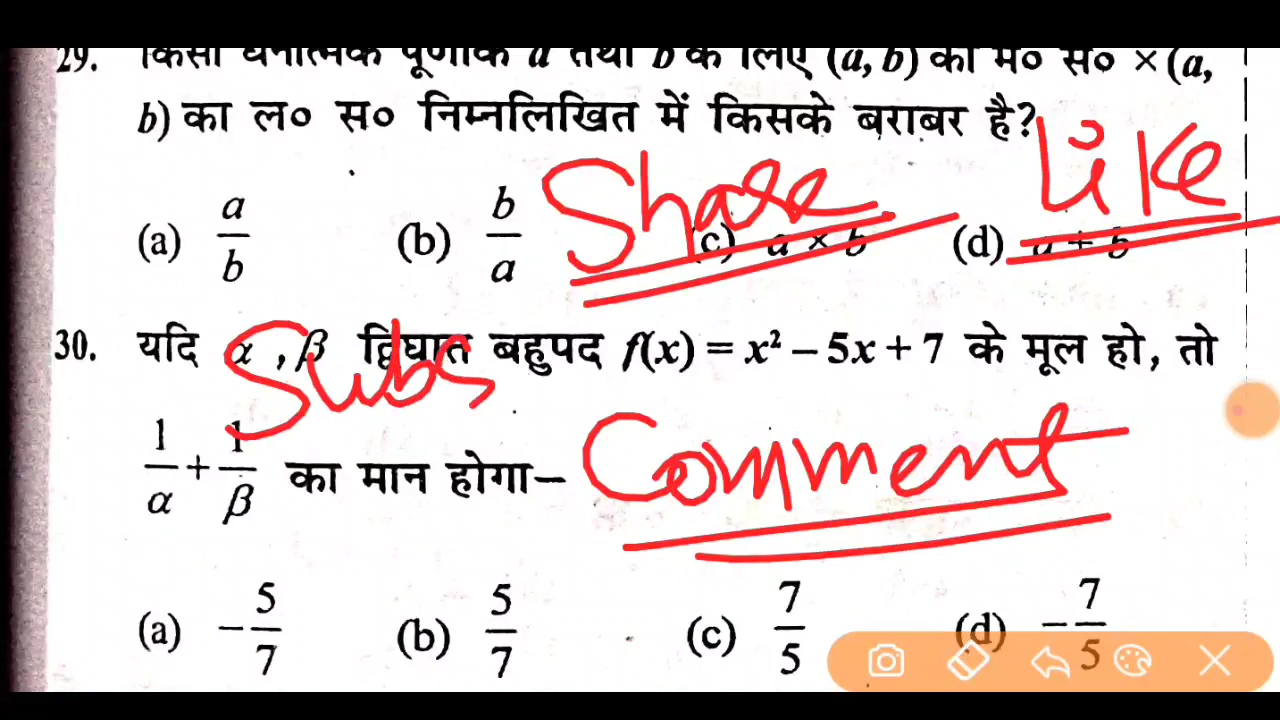 29. किसी धनात्मक पूर्णांक a तथा b के लिए (a, b) का म० स० × (a,
b) का ल० स० निम्नलिखित में किसके बराबर है?
Like
Share
(a) a/b (b) b/a (c) a × b (d) a + b
30. यदि α , β द्विघात बहुपद f(x) = x² – 5x + 7 के मूल हो, तो
Subs
1/α + 1/β का मान होगा–
Comment
(a) –5/7 (b) 5/7 (c) 7/5 (d) –7/5